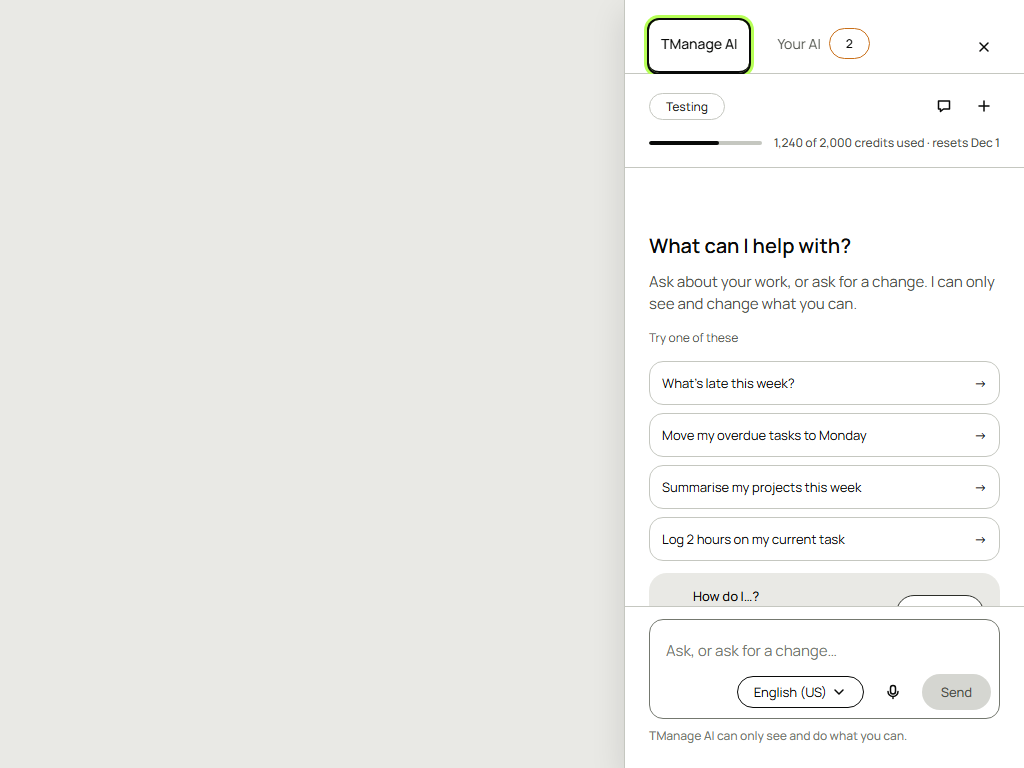 TManage AI
Your AI 2
Testing
1,240 of 2,000 credits used · resets Dec 1
What can I help with?
Ask about your work, or ask for a change. I can only
see and change what you can.
Try one of these
What's late this week? →
Move my overdue tasks to Monday →
Summarise my projects this week →
Log 2 hours on my current task →
How do I…?
Ask, or ask for a change…
English (US)
Send
TManage AI can only see and do what you can.